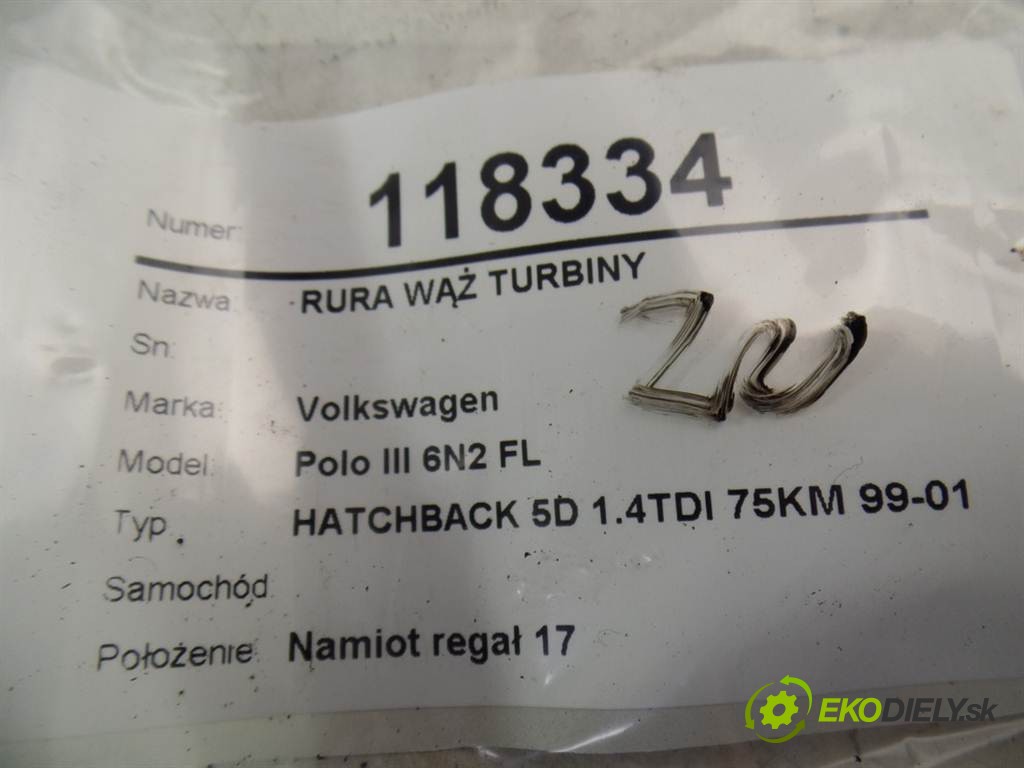 Numer: 118334
Nazwa: RURA WĄŻ TURBINY
Sn:
Marka: Volkswagen
Model: Polo III 6N2 FL
Typ HATCHBACK 5D 1.4TDI 75KM 99-01
Samochód
Położenie: Namiot regał 17
EKODIELY.sk